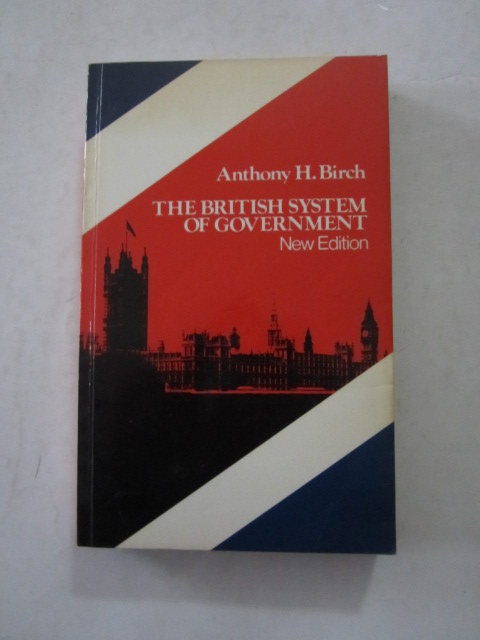 Anthony H. Birch
THE BRITISH SYSTEM
OF GOVERNMENT
New Edition